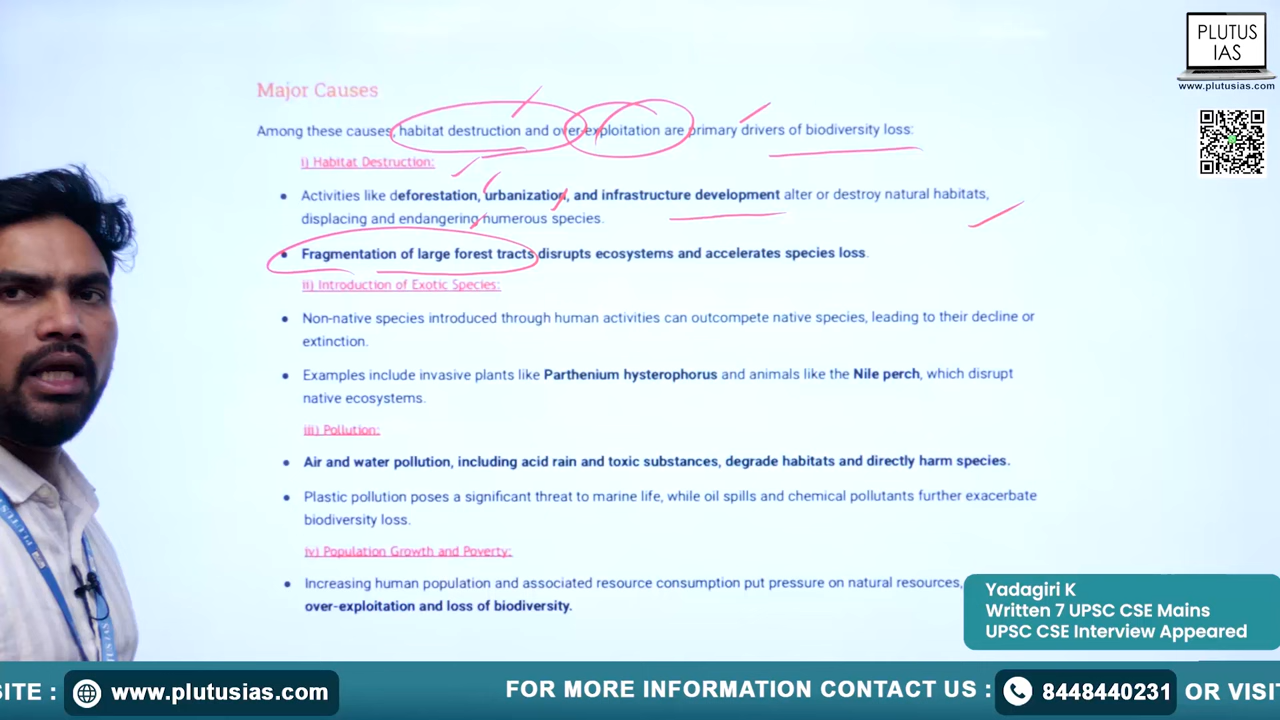 PLUTUS
IAS
www.plutusias.com
Major Causes
Among these causes, habitat destruction and over-exploitation are primary drivers of biodiversity loss:
i) Habitat Destruction:
Activities like deforestation, urbanization, and infrastructure development alter or destroy natural habitats,
displacing and endangering numerous species.
Fragmentation of large forest tracts disrupts ecosystems and accelerates species loss.
ii) Introduction of Exotic Species:
Non-native species introduced through human activities can outcompete native species, leading to their decline or
extinction.
Examples include invasive plants like Parthenium hysterophorus and animals like the Nile perch, which disrupt
native ecosystems.
iii) Pollution:
Air and water pollution, including acid rain and toxic substances, degrade habitats and directly harm species.
Plastic pollution poses a significant threat to marine life, while oil spills and chemical pollutants further exacerbate
biodiversity loss.
iv) Population Growth and Poverty:
Increasing human population and associated resource consumption put pressure on natural resources,
over-exploitation and loss of biodiversity.
Yadagiri K
Written 7 UPSC CSE Mains
UPSC CSE Interview Appeared
SITE : www.plutusias.com FOR MORE INFORMATION CONTACT US : 8448440231 OR VISIT